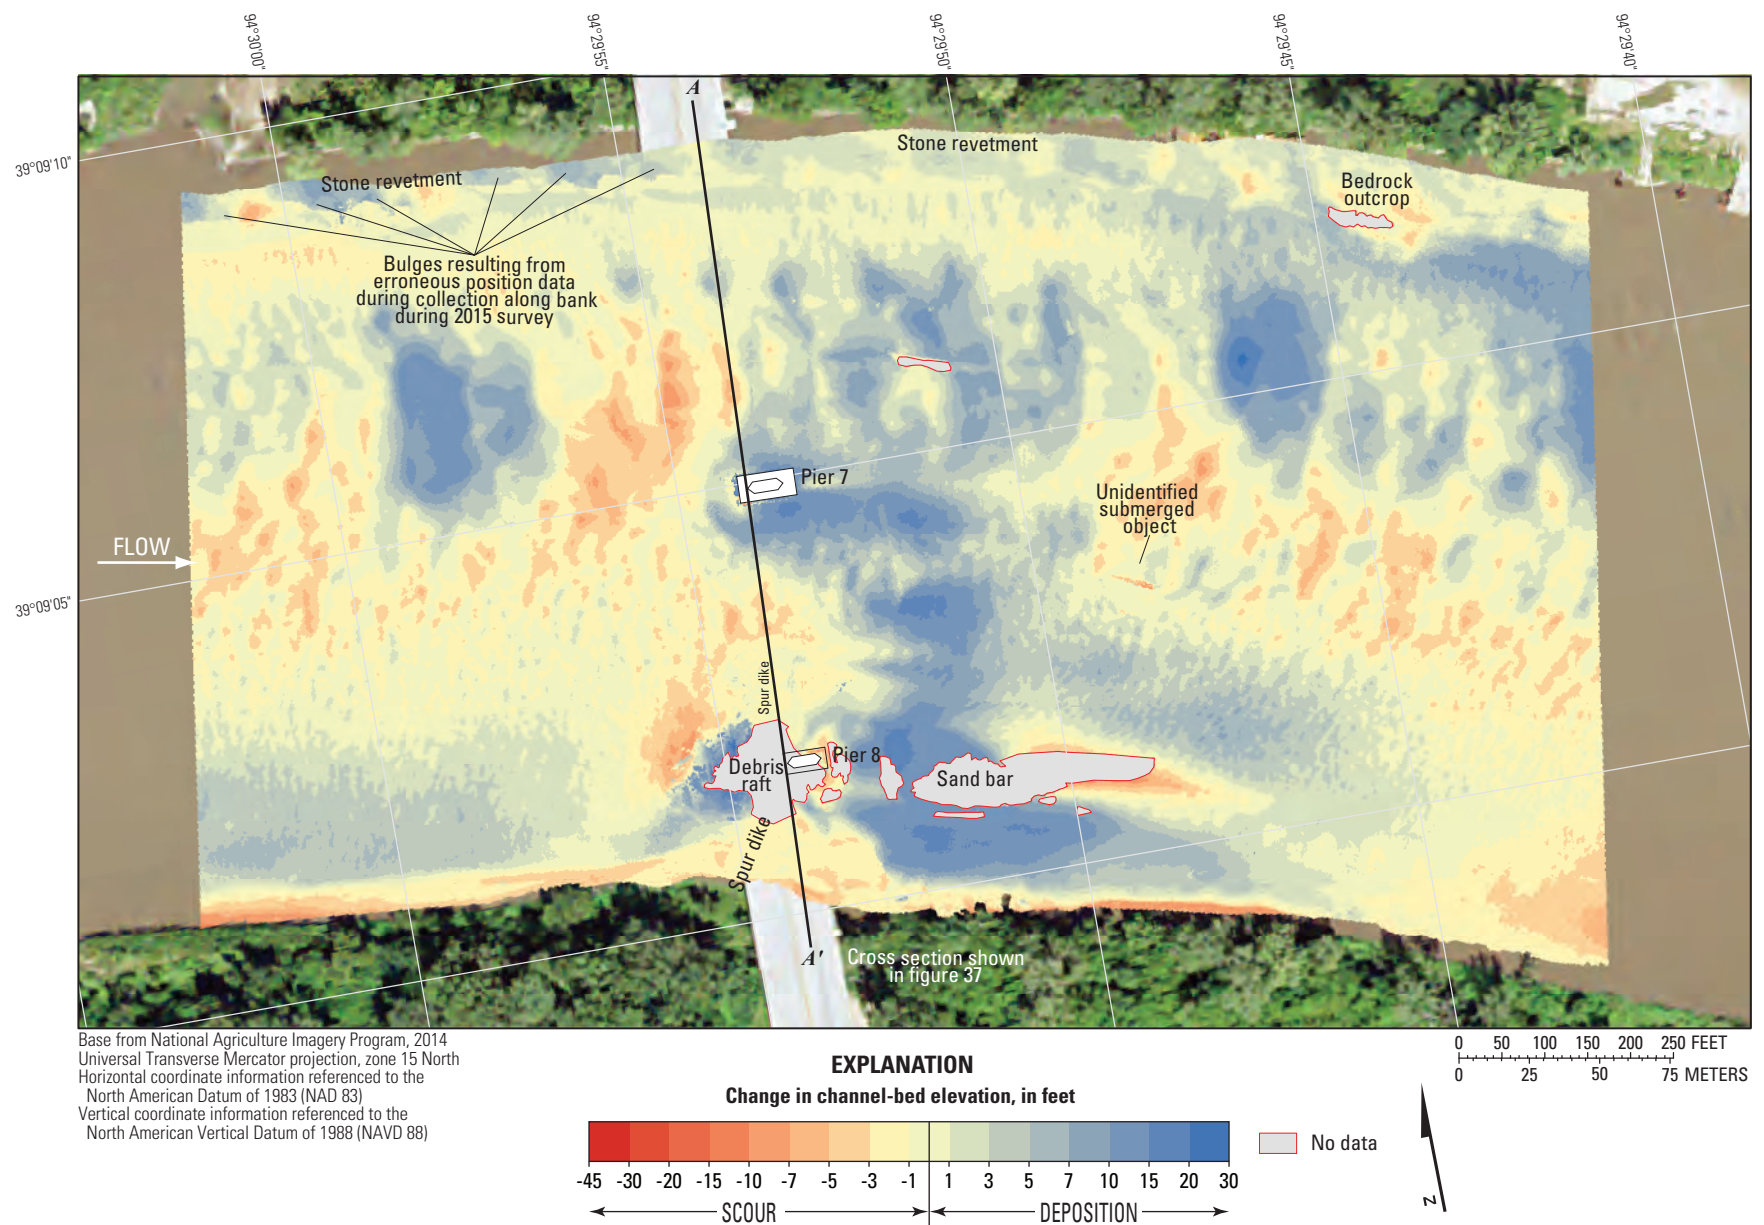 94°30'00"
94°29'55"
94°29'50"
94°29'45"
94°29'40"
39°09'10"
39°09'05"
A
Stone revetment
Stone revetment
Bedrock
outcrop
Bulges resulting from
erroneous position data
during collection along bank
during 2015 survey
Pier 7
Unidentified
submerged
object
FLOW
Spur dike
Pier 8
Debris
raft
Sand bar
Spur dike
A'
Cross section shown
in figure 37
Base from National Agriculture Imagery Program, 2014
Universal Transverse Mercator projection, zone 15 North
Horizontal coordinate information referenced to the
North American Datum of 1983 (NAD 83)
Vertical coordinate information referenced to the
North American Vertical Datum of 1988 (NAVD 88)
EXPLANATION
Change in channel-bed elevation, in feet
-45 -30 -20 -15 -10 -7 -5 -3 -1 1 3 5 7 10 15 20 30
SCOUR DEPOSITION
No data
0 50 100 150 200 250 FEET
0 25 50 75 METERS
N